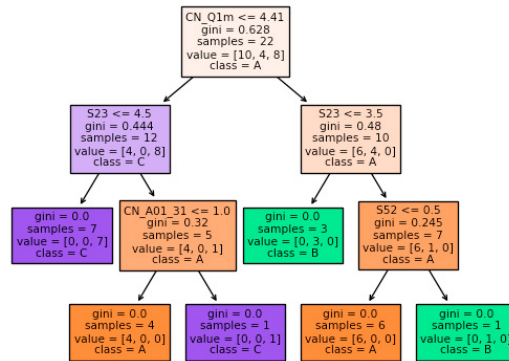 CN_Q1m <= 4.41
gini = 0.628
samples = 22
value = [10, 4, 8]
class = A
S23 <= 4.5
gini = 0.444
samples = 12
value = [4, 0, 8]
class = C
S23 <= 3.5
gini = 0.48
samples = 10
value = [6, 4, 0]
class = A
gini = 0.0
samples = 7
value = [0, 0, 7]
class = C
CN_A01_31 <= 1.0
gini = 0.32
samples = 5
value = [4, 0, 1]
class = A
gini = 0.0
samples = 3
value = [0, 3, 0]
class = B
S52 <= 0.5
gini = 0.245
samples = 7
value = [6, 1, 0]
class = A
gini = 0.0
samples = 4
value = [4, 0, 0]
class = A
gini = 0.0
samples = 1
value = [0, 0, 1]
class = C
gini = 0.0
samples = 6
value = [6, 0, 0]
class = A
gini = 0.0
samples = 1
value = [0, 1, 0]
class = B